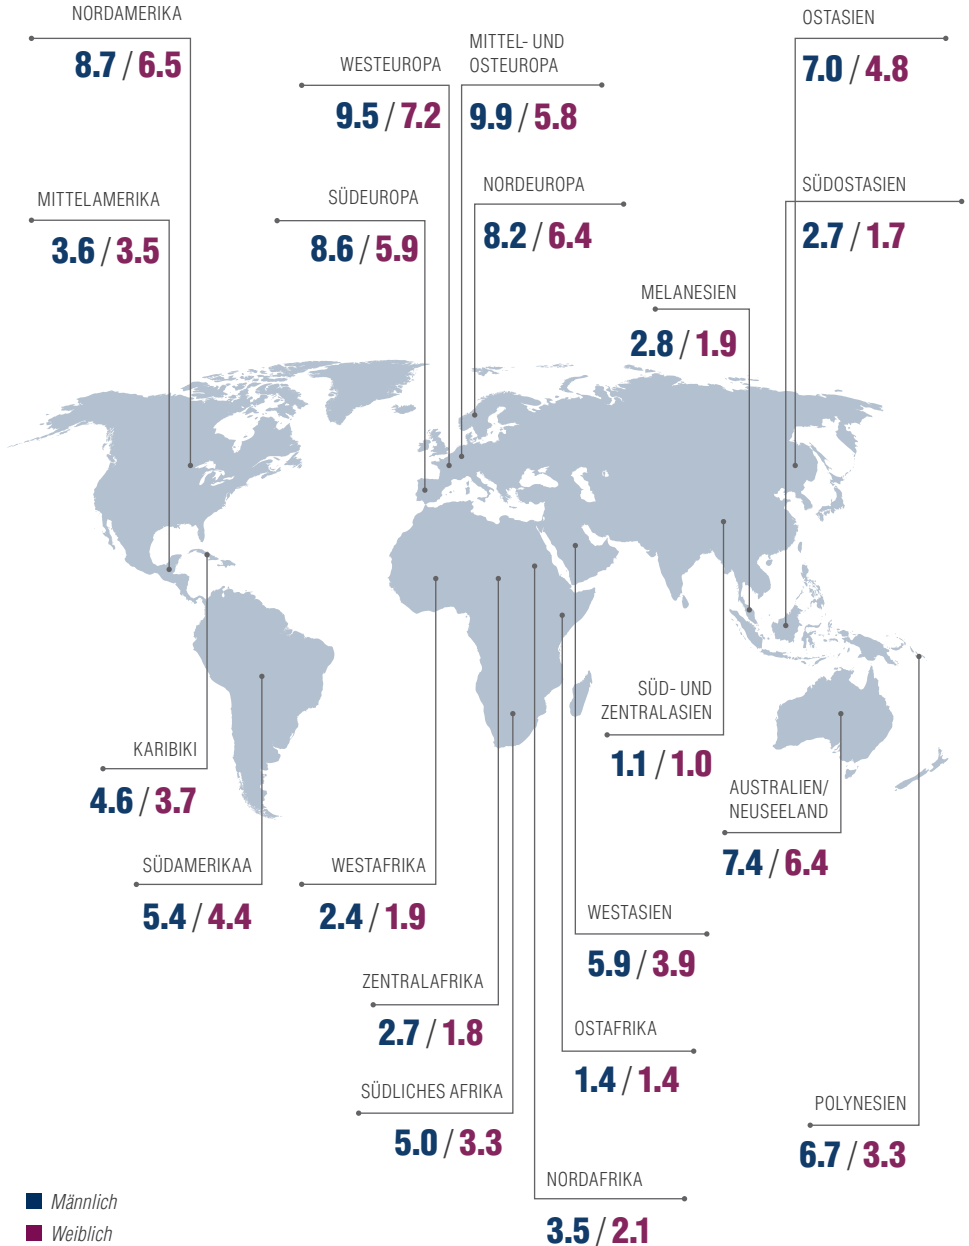 NORDAMERIKA
8.7 / 6.5
WESTEUROPA
9.5 / 7.2
MITTEL- UND
OSTEUROPA
9.9 / 5.8
OSTASIEN
7.0 / 4.8
MITTELAMERIKA
3.6 / 3.5
SÜDEUROPA
8.6 / 5.9
NORDEUROPA
8.2 / 6.4
SÜDOSTASIEN
2.7 / 1.7
MELANESIEN
2.8 / 1.9
SÜD- UND
ZENTRALASIEN
1.1 / 1.0
KARIBIKI
4.6 / 3.7
AUSTRALIEN/
NEUSEELAND
7.4 / 6.4
SÜDAMERIKAA
5.4 / 4.4
WESTAFRIKA
2.4 / 1.9
WESTASIEN
5.9 / 3.9
ZENTRALAFRIKA
2.7 / 1.8
OSTAFRIKA
1.4 / 1.4
SÜDLICHES AFRIKA
5.0 / 3.3
POLYNESIEN
6.7 / 3.3
NORDAFRIKA
3.5 / 2.1
Männlich
Weiblich